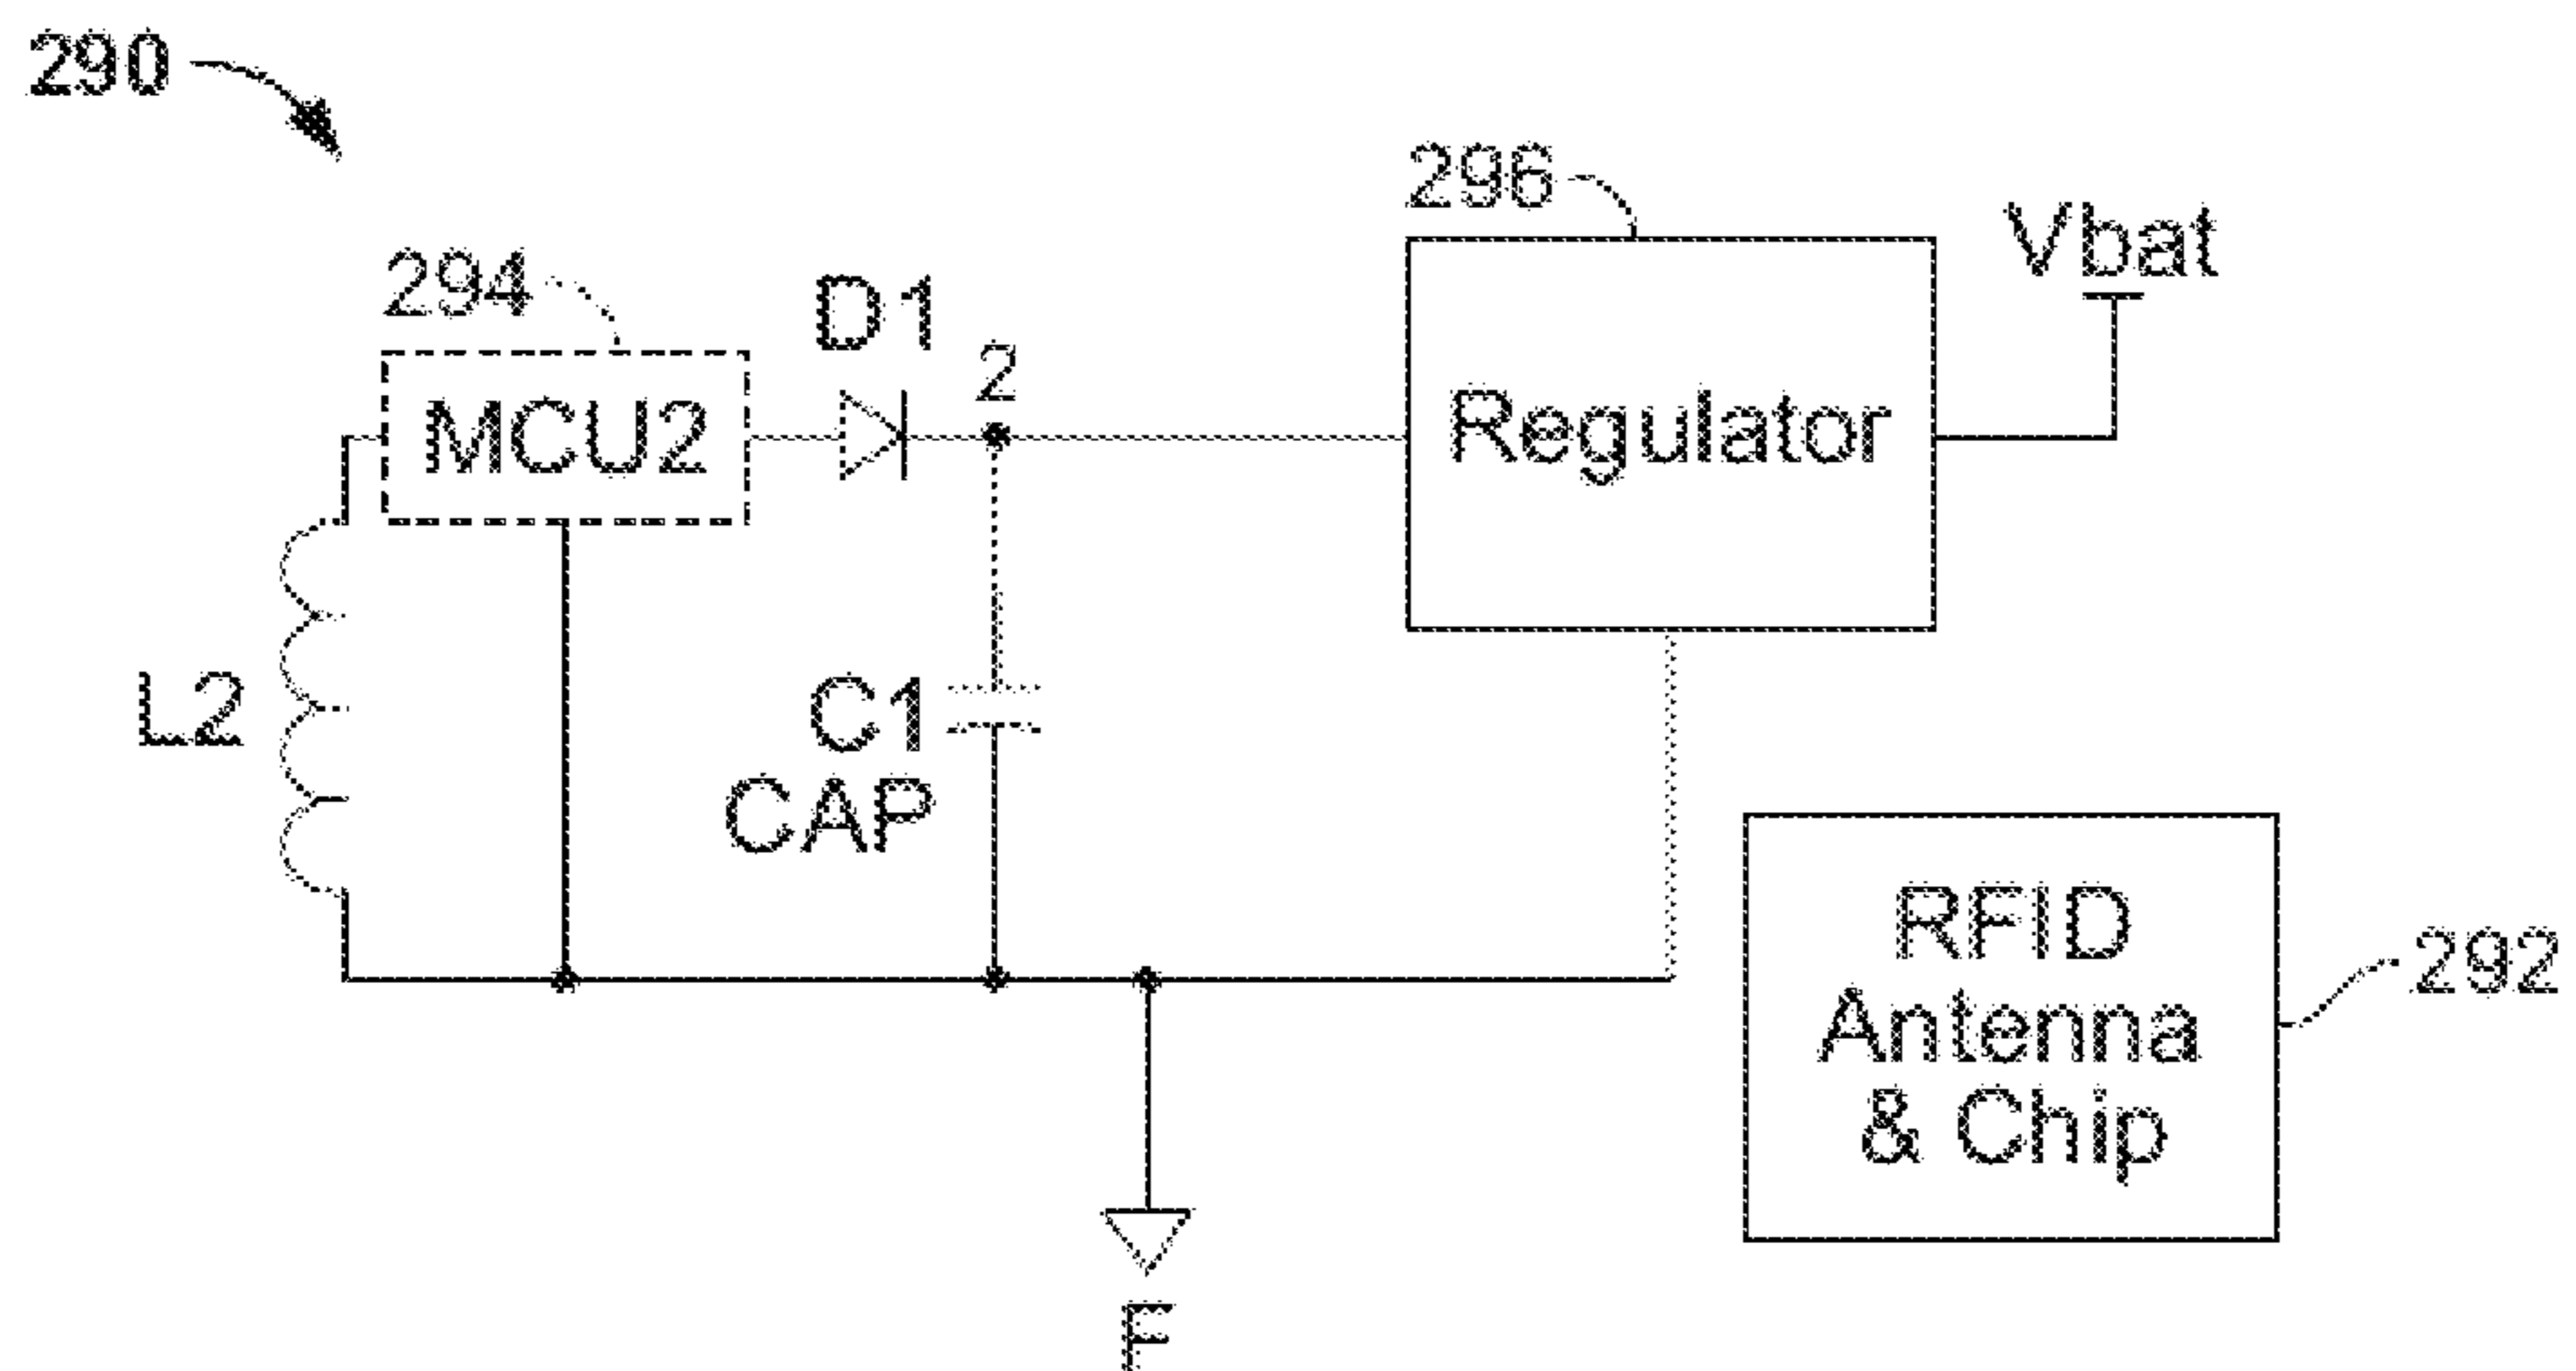 290
296
Vbat
294
D1
2
MCU2
Regulator
L2
C1
CAP
RFID
Antenna
& Chip
292